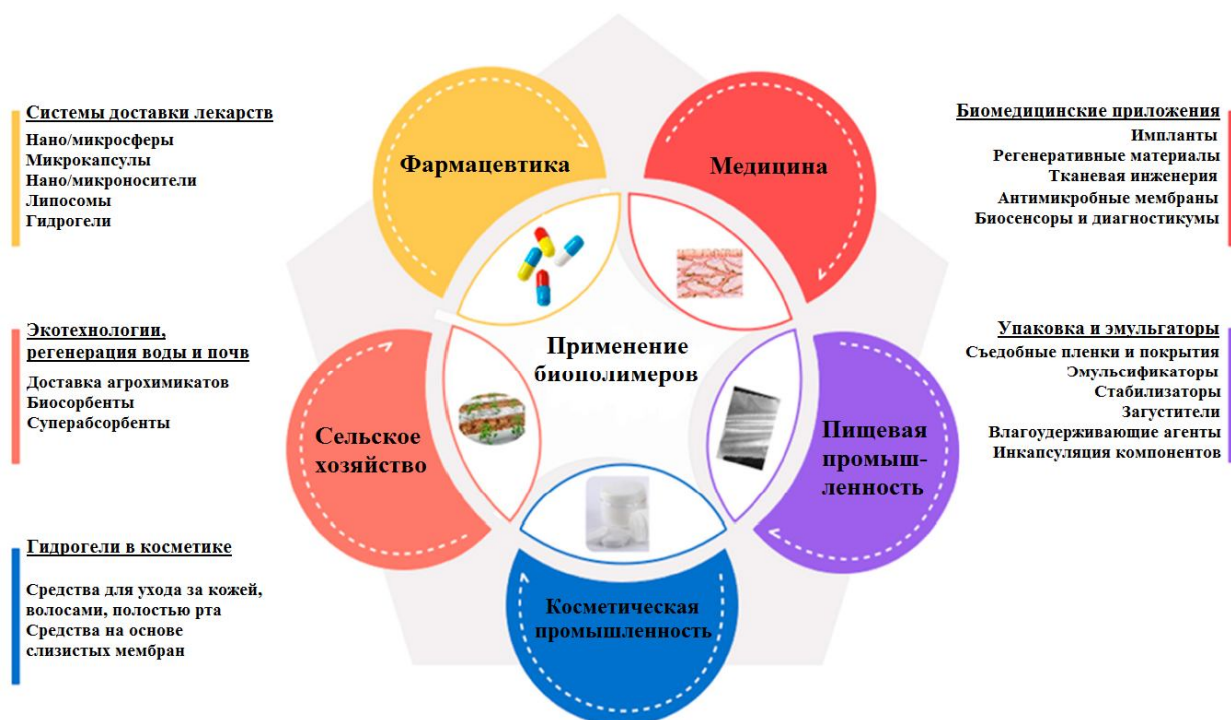 Системы доставки лекарств
Нано/микросферы
Микрокапсулы
Нано/микроносители
Липосомы
Гидрогели
Экотехнологии,
регенерация воды и почв
Доставка агрохимикатов
Биосорбенты
Суперабсорбенты
Гидрогели в косметике
Средства для ухода за кожей,
волосами, полостью рта
Средства на основе
слизистых мембран
Фармацевтика
Медицина
Применение
биополимеров
Сельское
хозяйство
Пищевая
промыш-
ленность
Косметическая
промышленность
Биомедицинские приложения
Импланты
Регенеративные материалы
Тканевая инженерия
Антимикробные мембраны
Биосенсоры и диагностикумы
Упаковка и эмульгаторы
Съедобные пленки и покрытия
Эмульсификаторы
Стабилизаторы
Загустители
Влагоудерживающие агенты
Инкапсуляция компонентов